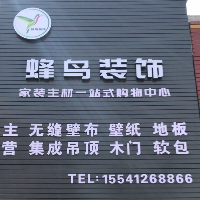 蜂鸟装饰
家装主材一站式购物中心
主 无缝壁布 壁纸 地板
营 集成吊顶 木门 软包
TEL:15541268866